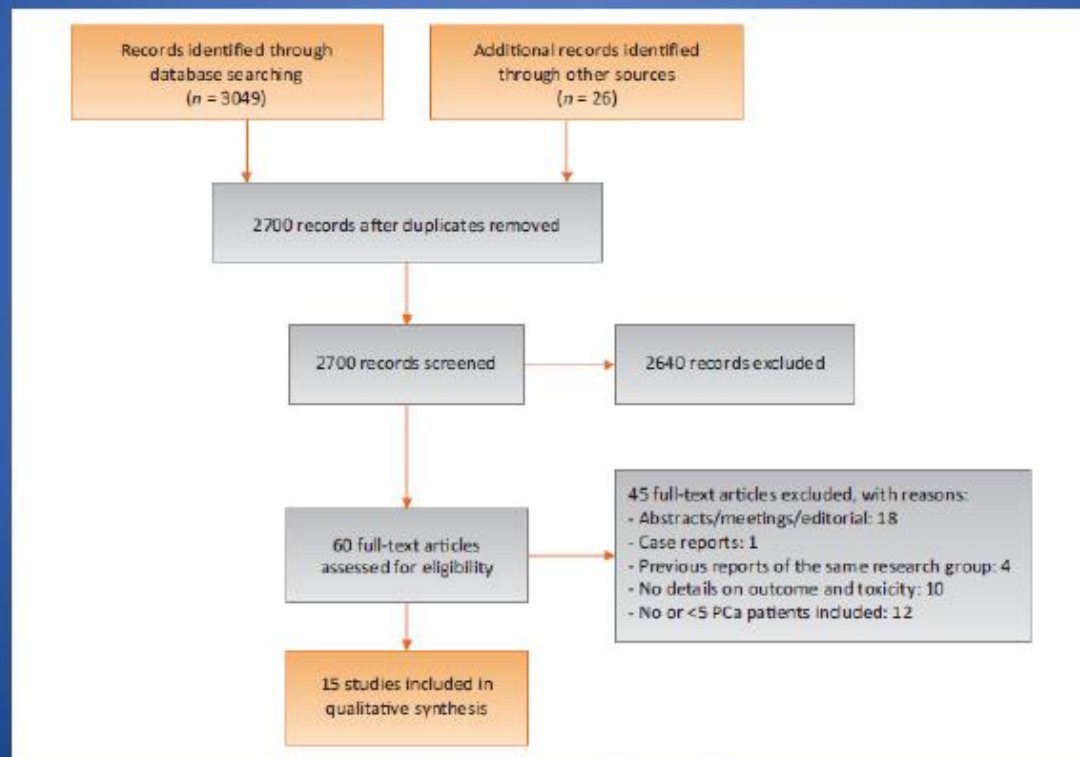 Records identified through
database searching
(n = 3049)
Additional records identified
through other sources
(n = 26)
2700 records after duplicates removed
2700 records screened
2640 records excluded
60 full-text articles
assessed for eligibility
45 full-text articles excluded, with reasons:
- Abstracts/meetings/editorial: 18
- Case reports: 1
- Previous reports of the same research group: 4
- No details on outcome and toxicity: 10
- No or <5 PCa patients included: 12
15 studies included in
qualitative synthesis